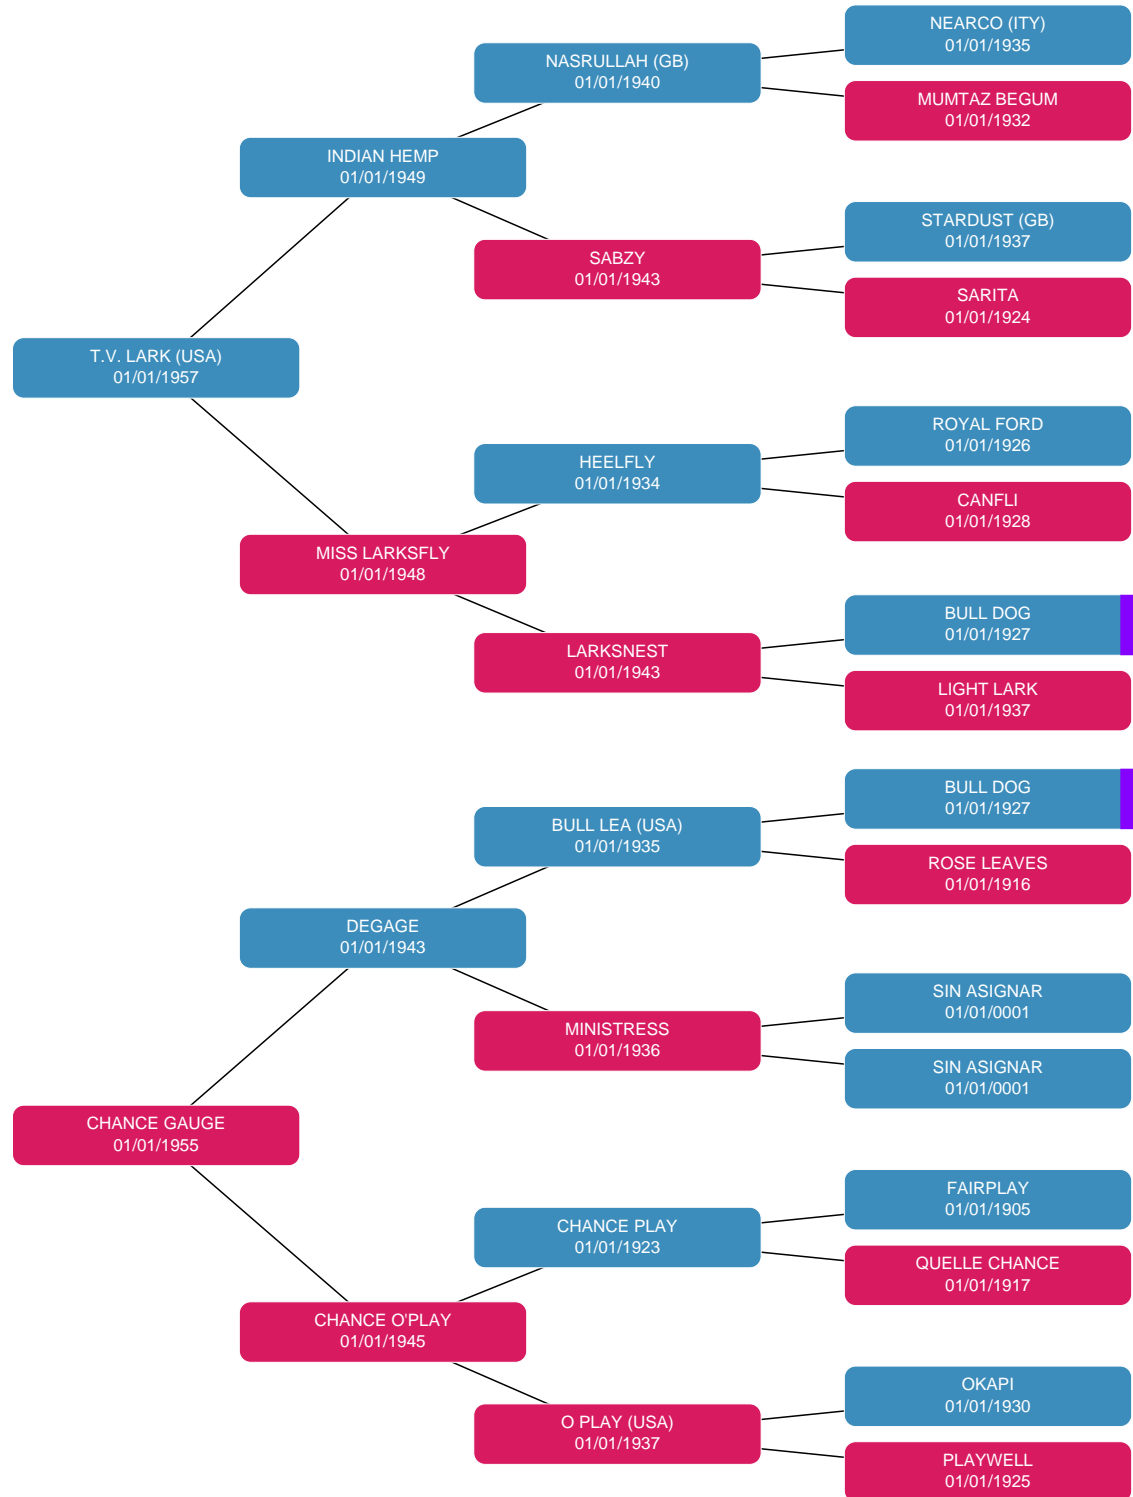 NEARCO (ITY)
01/01/1935
NASRULLAH (GB)
01/01/1940
MUMTAZ BEGUM
01/01/1932
INDIAN HEMP
01/01/1949
STARDUST (GB)
01/01/1937
SABZY
01/01/1943
SARITA
01/01/1924
T.V. LARK (USA)
01/01/1957
ROYAL FORD
01/01/1926
HEELFLY
01/01/1934
CANFLI
01/01/1928
MISS LARKSFLY
01/01/1948
BULL DOG
01/01/1927
LARKSNEST
01/01/1943
LIGHT LARK
01/01/1937
BULL DOG
01/01/1927
BULL LEA (USA)
01/01/1935
ROSE LEAVES
01/01/1916
DEGAGE
01/01/1943
SIN ASIGNAR
01/01/0001
MINISTRESS
01/01/1936
SIN ASIGNAR
01/01/0001
CHANCE GAUGE
01/01/1955
FAIRPLAY
01/01/1905
CHANCE PLAY
01/01/1923
QUELLE CHANCE
01/01/1917
CHANCE O'PLAY
01/01/1945
OKAPI
01/01/1930
O PLAY (USA)
01/01/1937
PLAYWELL
01/01/1925